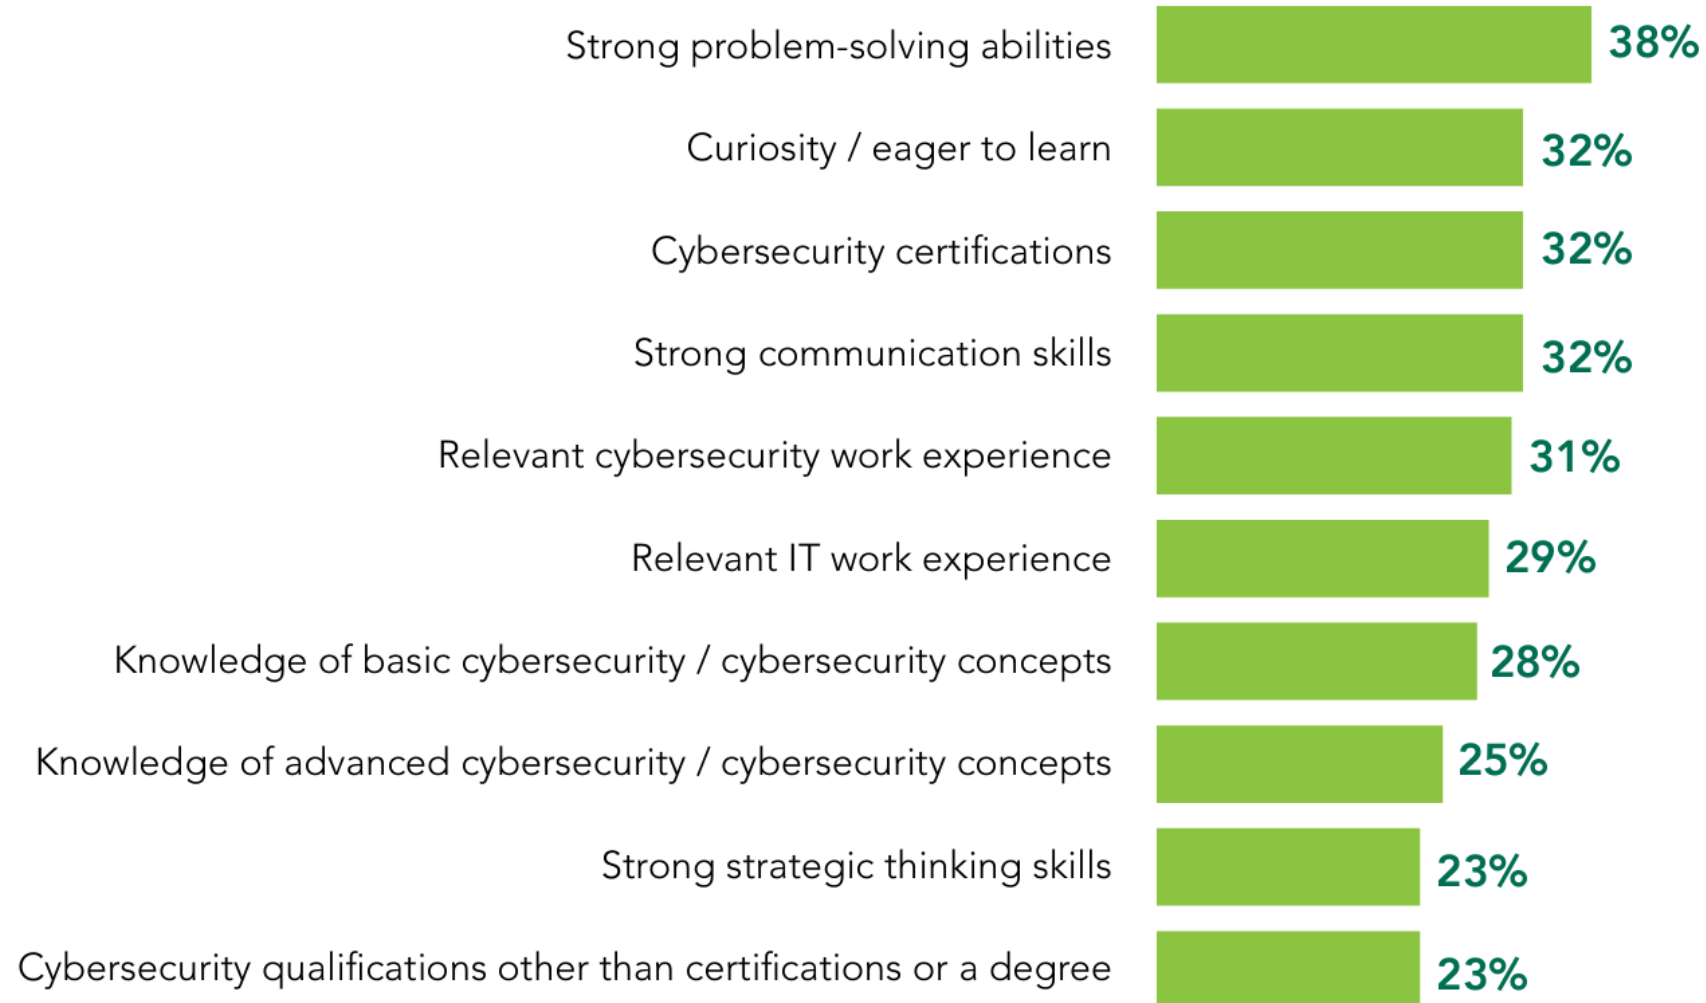 Strong problem-solving abilities 38%
Curiosity / eager to learn 32%
Cybersecurity certifications 32%
Strong communication skills 32%
Relevant cybersecurity work experience 31%
Relevant IT work experience 29%
Knowledge of basic cybersecurity / cybersecurity concepts 28%
Knowledge of advanced cybersecurity / cybersecurity concepts 25%
Strong strategic thinking skills 23%
Cybersecurity qualifications other than certifications or a degree 23%